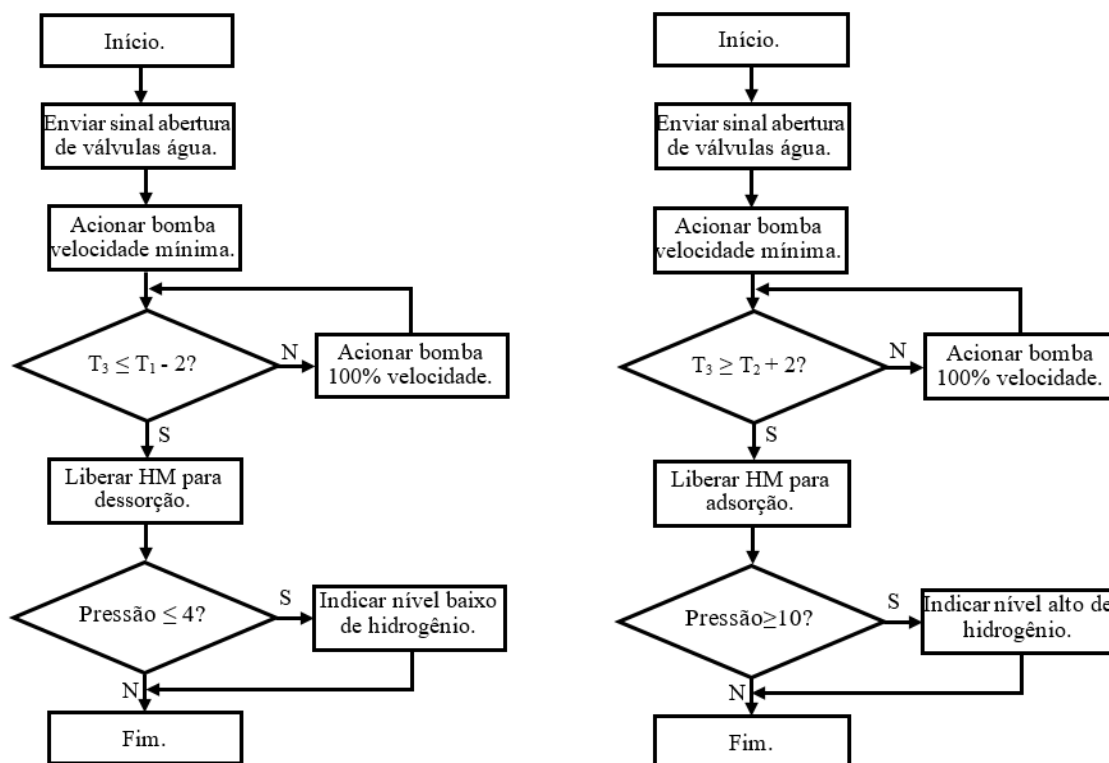 Início.
Enviar sinal abertura
de válvulas água.
Acionar bomba
velocidade mínima.
T₃ ≤ T₁ - 2?
N
Acionar bomba
100% velocidade.
S
Liberar HM para
dessorção.
Pressão ≤ 4?
S
Indicar nível baixo
de hidrogênio.
N
Fim.
Início.
Enviar sinal abertura
de válvulas água.
Acionar bomba
velocidade mínima.
T₃ ≥ T₂ + 2?
N
Acionar bomba
100% velocidade.
S
Liberar HM para
adsorção.
Pressão≥10?
S
Indicar nível alto de
hidrogênio.
N
Fim.